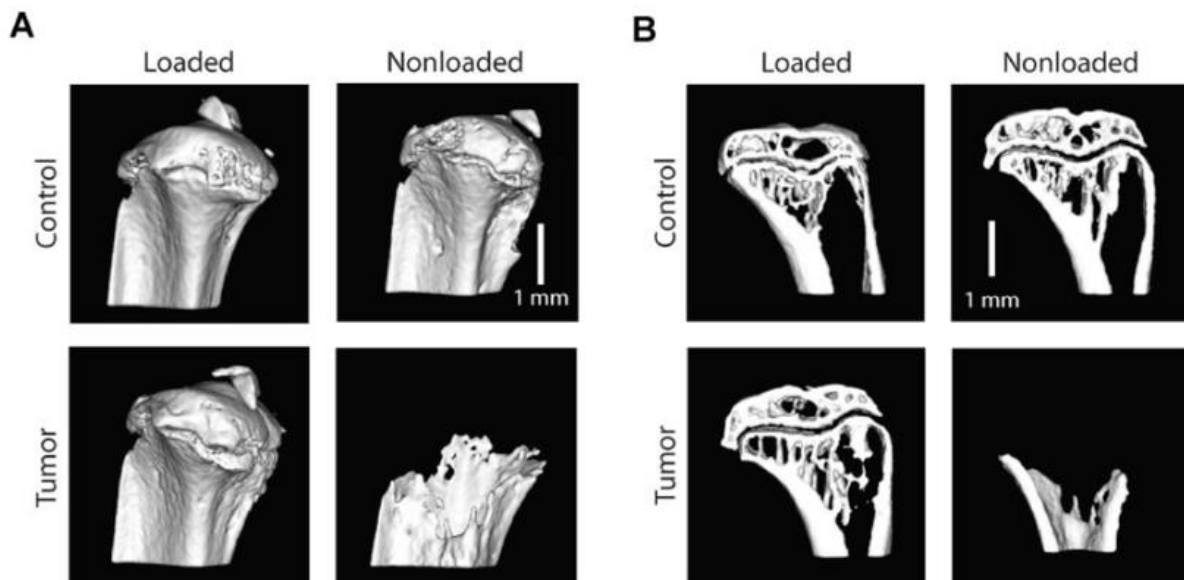 A
Loaded
Nonloaded
Control
1 mm
Tumor
B
Loaded
Nonloaded
Control
1 mm
Tumor